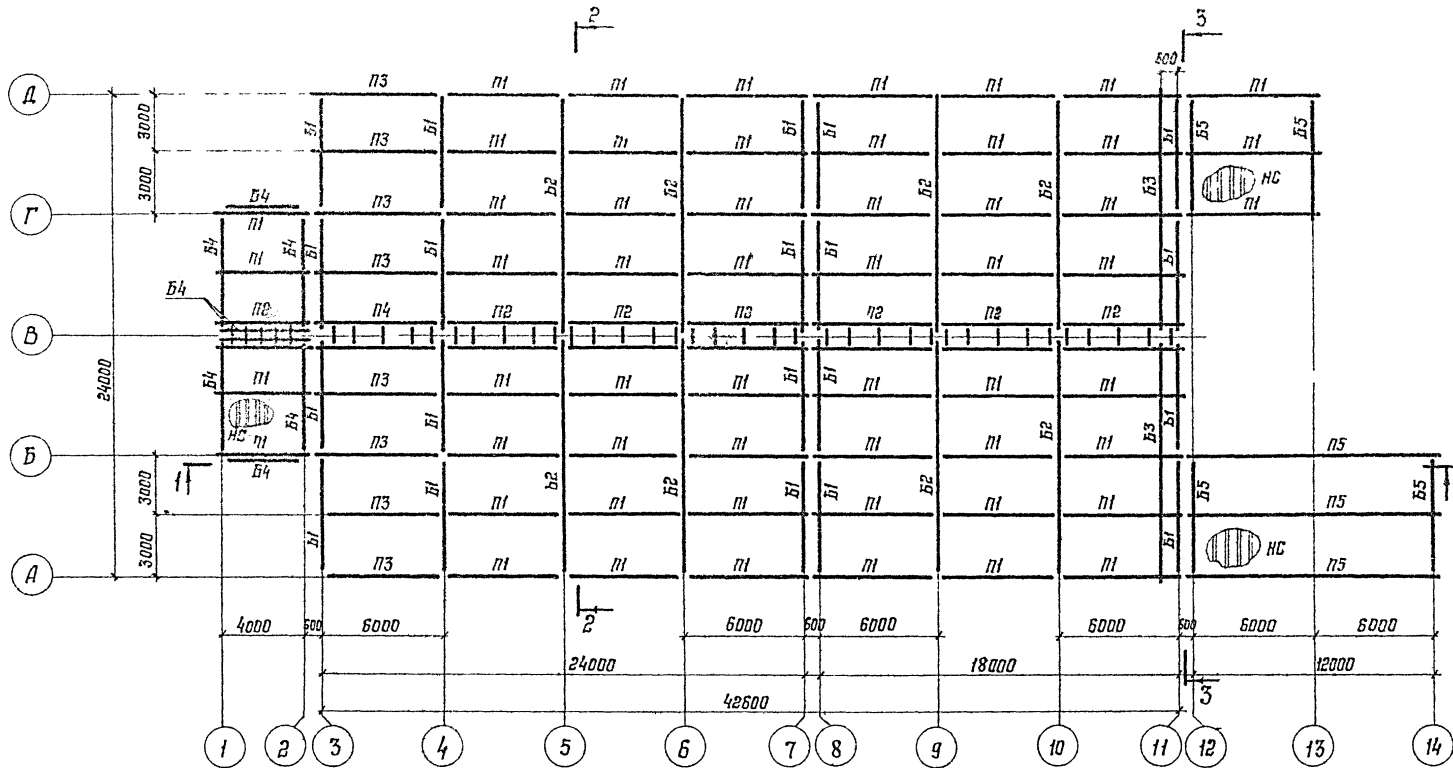 2 3
600
Д П3 П1 П1 П1 П1 П1 П1 П1
3000 Б1 Б1 Б1 Б1 Б1 Б5 Б5
П3 П1 П1 П1 П1 П1 П1 П1
3000 Б2 Б2 Б2 Б2 Б3 НС
Б4
Г П1 П3 П1 П1 П1 П1 П1 П1 П1
Б4 Б4 Б1 Б1 Б1 Б1 Б1
П1 П3 П1 П1 П1 П1 П1 П1
Б4
П2 П4 П2 П2 П2 П2 П2
В
24000
П1 П3 П1 П1 П1 П1 П1 П1
Б4 Б4 Б1 Б1 Б1 Б1 Б2 Б3 Б1
НС
Б П1 П3 П1 П1 П1 П1 П1 П1 П5
Б4
1 3000 Б1 Б2 Б2 Б1 Б1 Б2 Б5 Б5
П3 П1 П1 П1 П1 П1 П1 П5
3000 Б1 Б1 НС
А П3 П1 П1 П1 П1 П1 П1 П5
2
4000 600 6000 6000 600 6000 6000 600 6000 6000
24000 18000 12000
3
42600
1 2 3 4 5 6 7 8 9 10 11 12 13 14